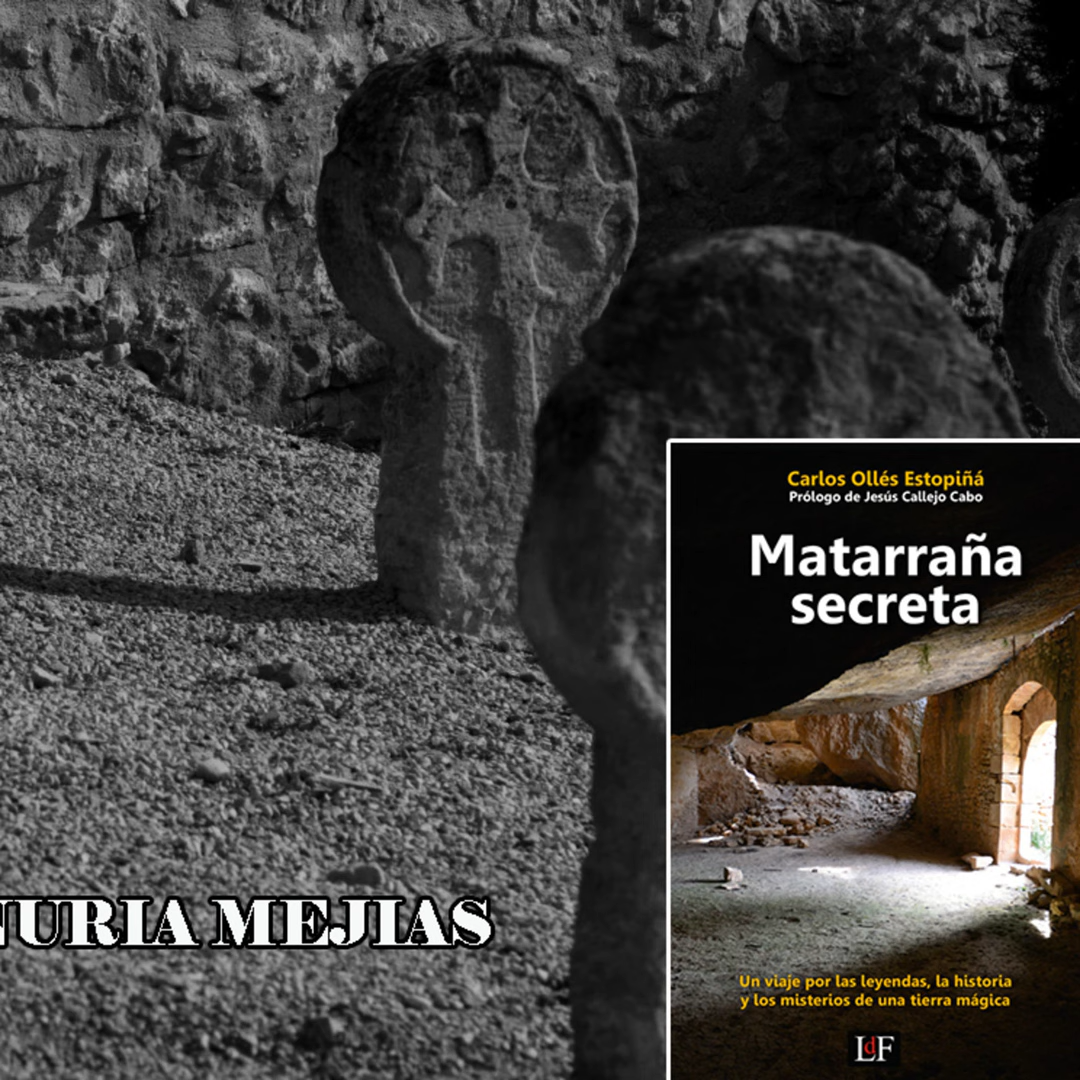 NURIA MEJIAS
Carlos Ollés Estopiñá
Prólogo de Jesús Callejo Cabo
Matarraña
secreta
Un viaje por las leyendas, la historia
y los misterios de una tierra mágica
LdF